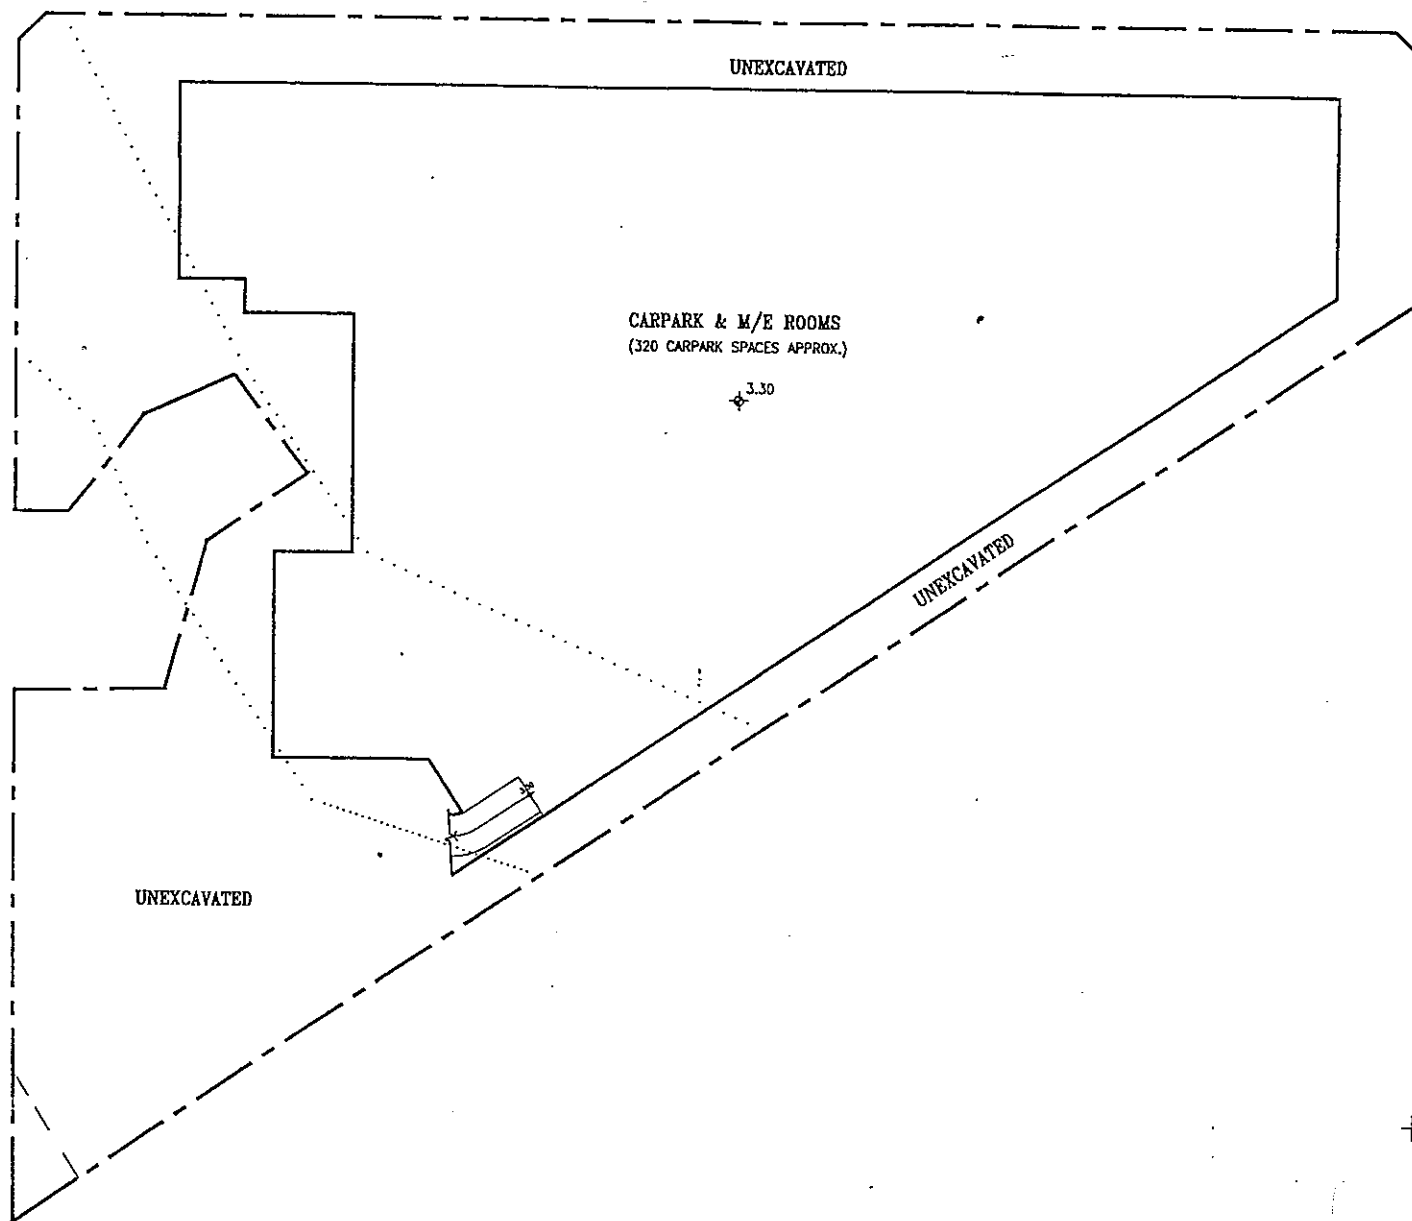 UNEXCAVATED
CARPARK & M/E ROOMS
(320 CARPARK SPACES APPROX.)
3.30
UNEXCAVATED
UNEXCAVATED